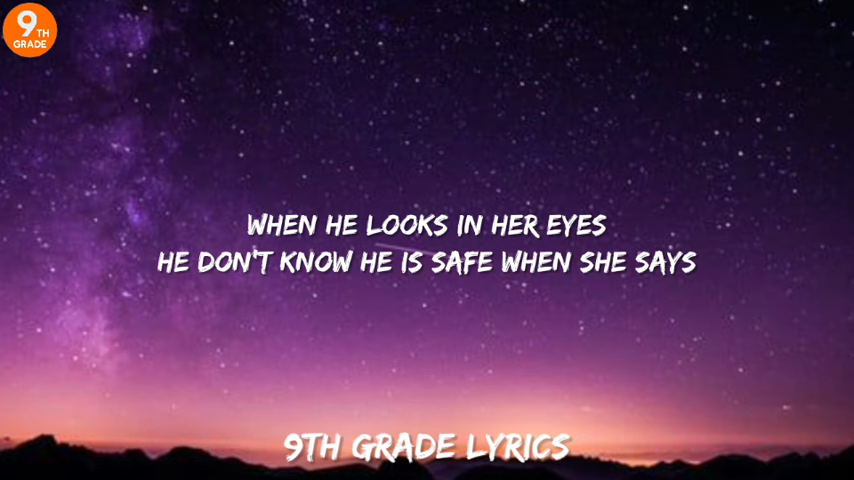 9TH
GRADE
WHEN HE LOOKS IN HER EYES
HE DON'T KNOW HE IS SAFE WHEN SHE SAYS
9TH GRADE LYRICS